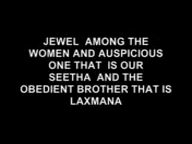 JEWEL AMONG THE
WOMEN AND AUSPICIOUS
ONE THAT IS OUR
SEETHA AND THE
OBEDIENT BROTHER THAT IS
LAXMANA